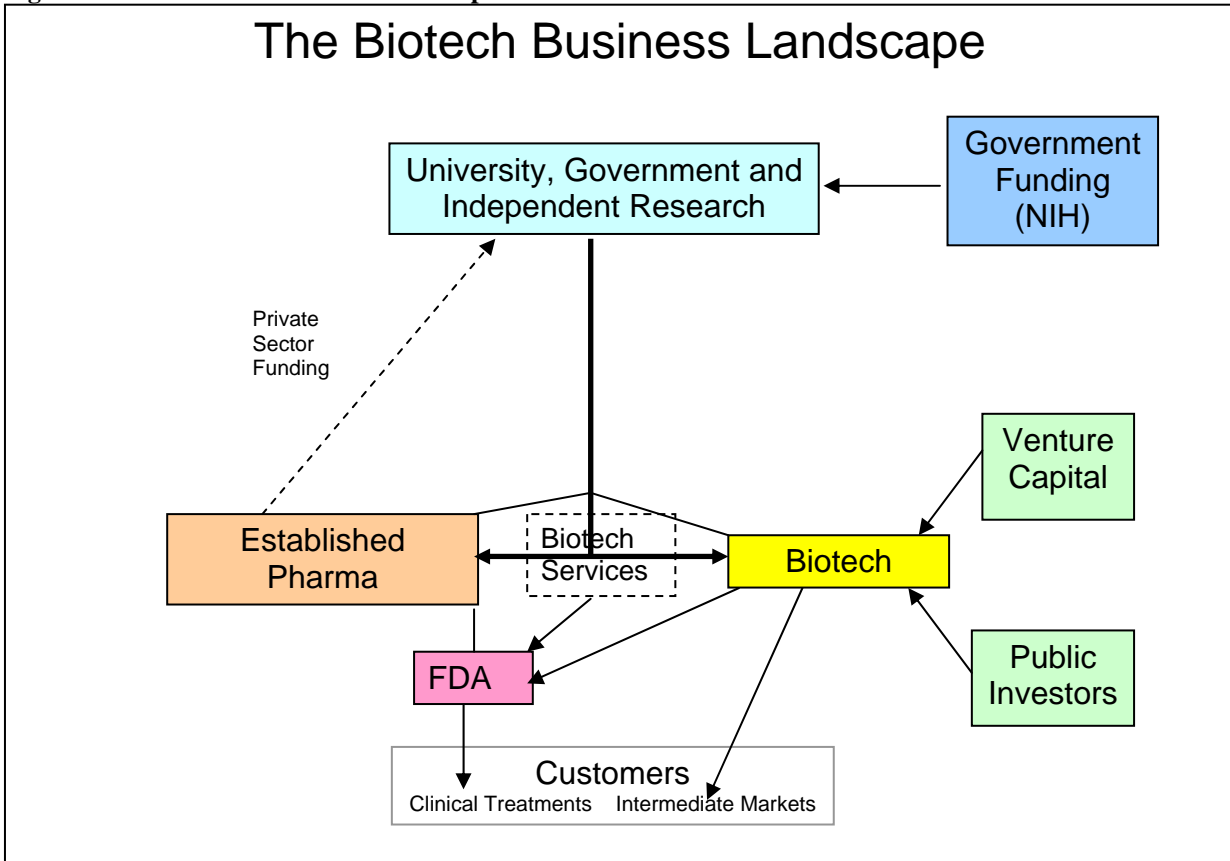 The Biotech Business Landscape
University, Government and
Independent Research
Government
Funding
(NIH)
Private
Sector
Funding
Venture
Capital
Established
Pharma
Biotech
Services
Biotech
FDA
Public
Investors
Customers
Clinical Treatments Intermediate Markets